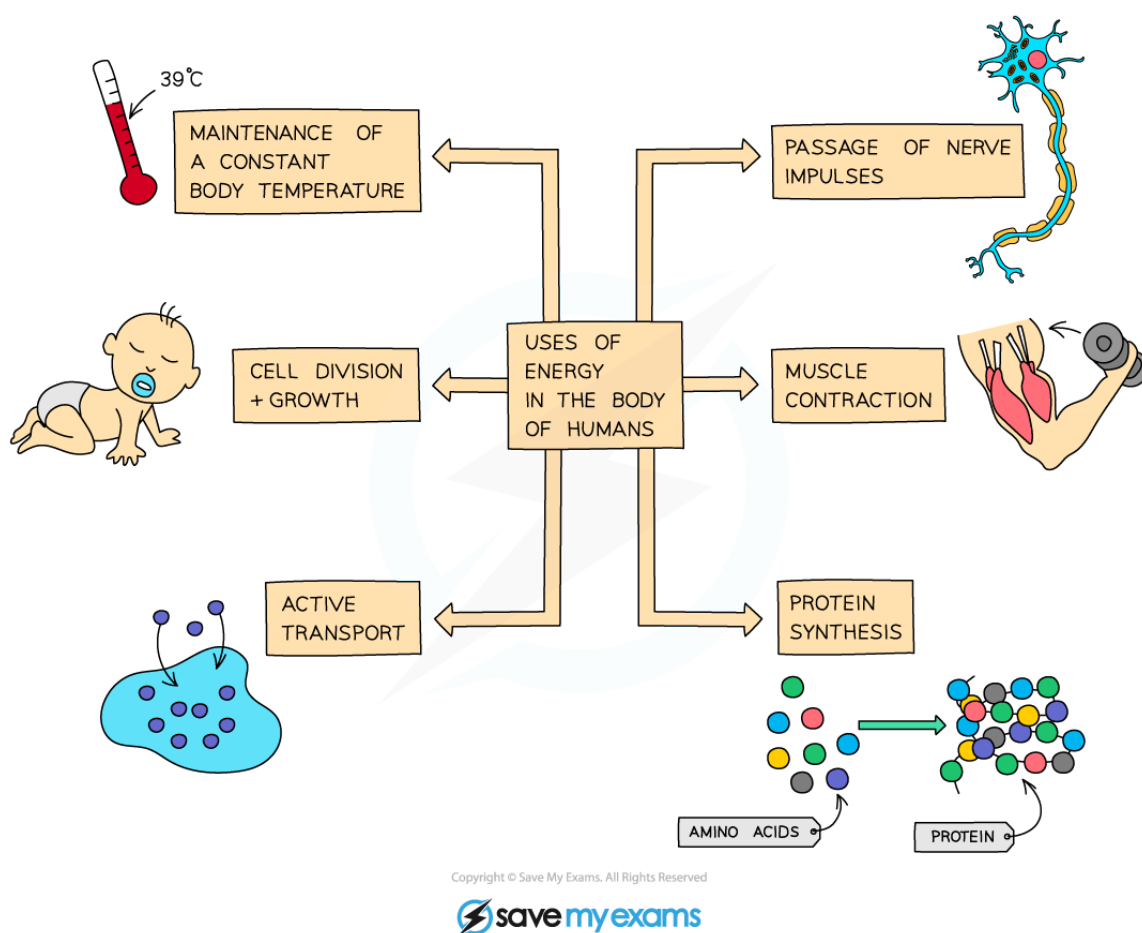 39°C
MAINTENANCE OF
A CONSTANT
BODY TEMPERATURE
PASSAGE OF NERVE
IMPULSES
USES OF
ENERGY
IN THE BODY
OF HUMANS
CELL DIVISION
+ GROWTH
MUSCLE
CONTRACTION
ACTIVE
TRANSPORT
PROTEIN
SYNTHESIS
AMINO ACIDS
PROTEIN
Copyright © Save My Exams. All Rights Reserved
save my exams